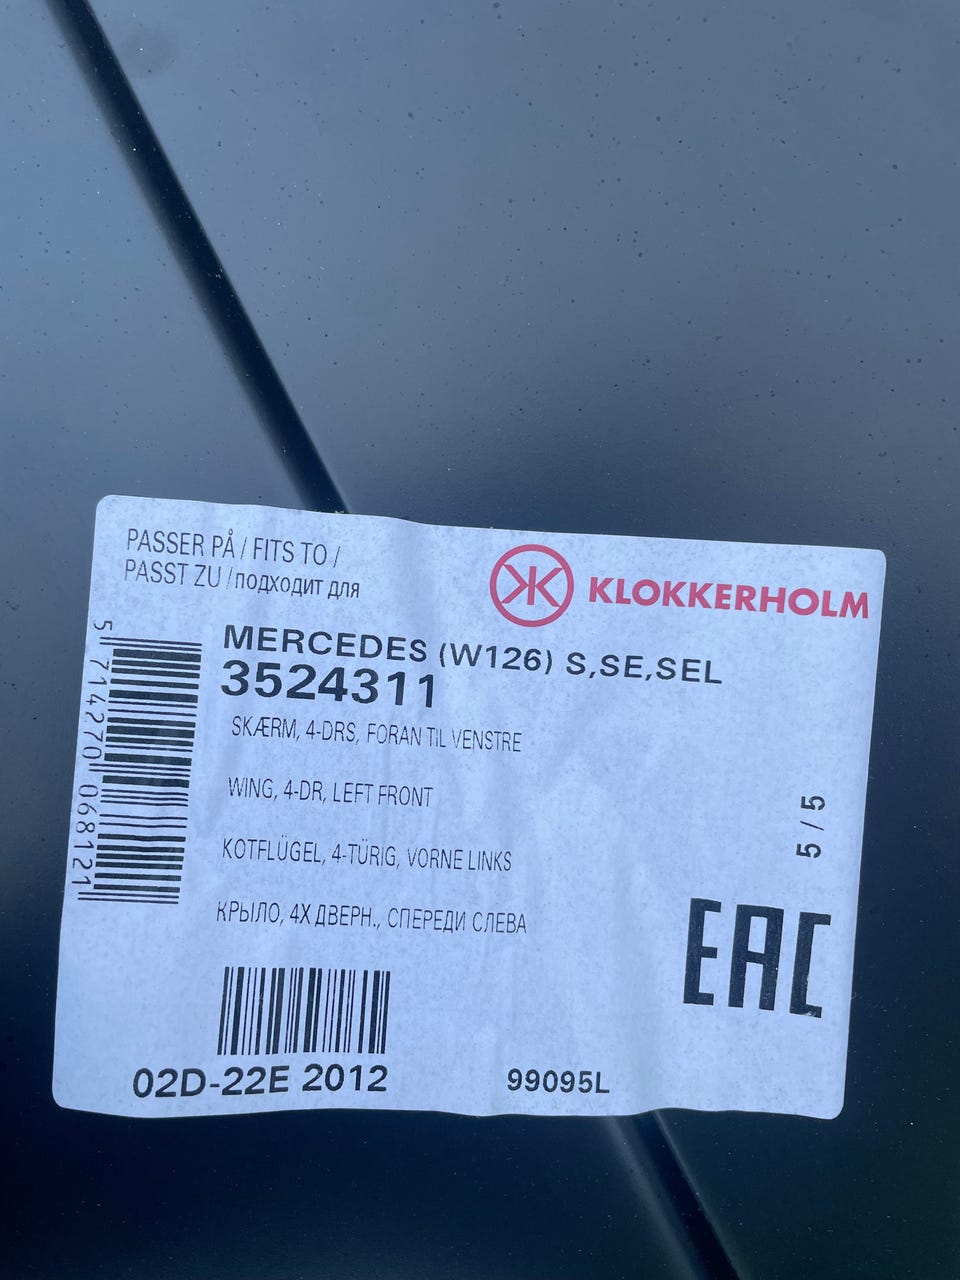 PASSER PÅ / FITS TO /
PASST ZU / подходит для
KLOKKERHOLM
MERCEDES (W126) S,SE,SEL
3524311
SKÆRM, 4-DRS, FORAN TIL VENSTRE
WING, 4-DR, LEFT FRONT
KOTFLÜGEL, 4-TÜRIG, VORNE LINKS
КРЫЛО, 4Х ДВЕРН., СПЕРЕДИ СЛЕВА
5 714270 068121
5 / 5
EAC
02D-22E 2012
99095L